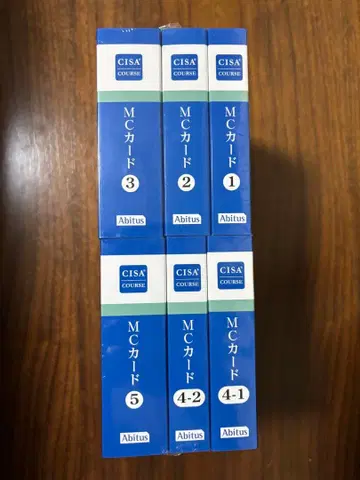 CISA®
COURSE
MCカード
3
Abitus
CISA®
COURSE
MCカード
2
Abitus
CISA®
COURSE
MCカード
1
Abitus
CISA®
COURSE
MCカード
5
Abitus
CISA®
COURSE
MCカード
4-2
Abitus
CISA®
COURSE
MCカード
4-1
Abitus